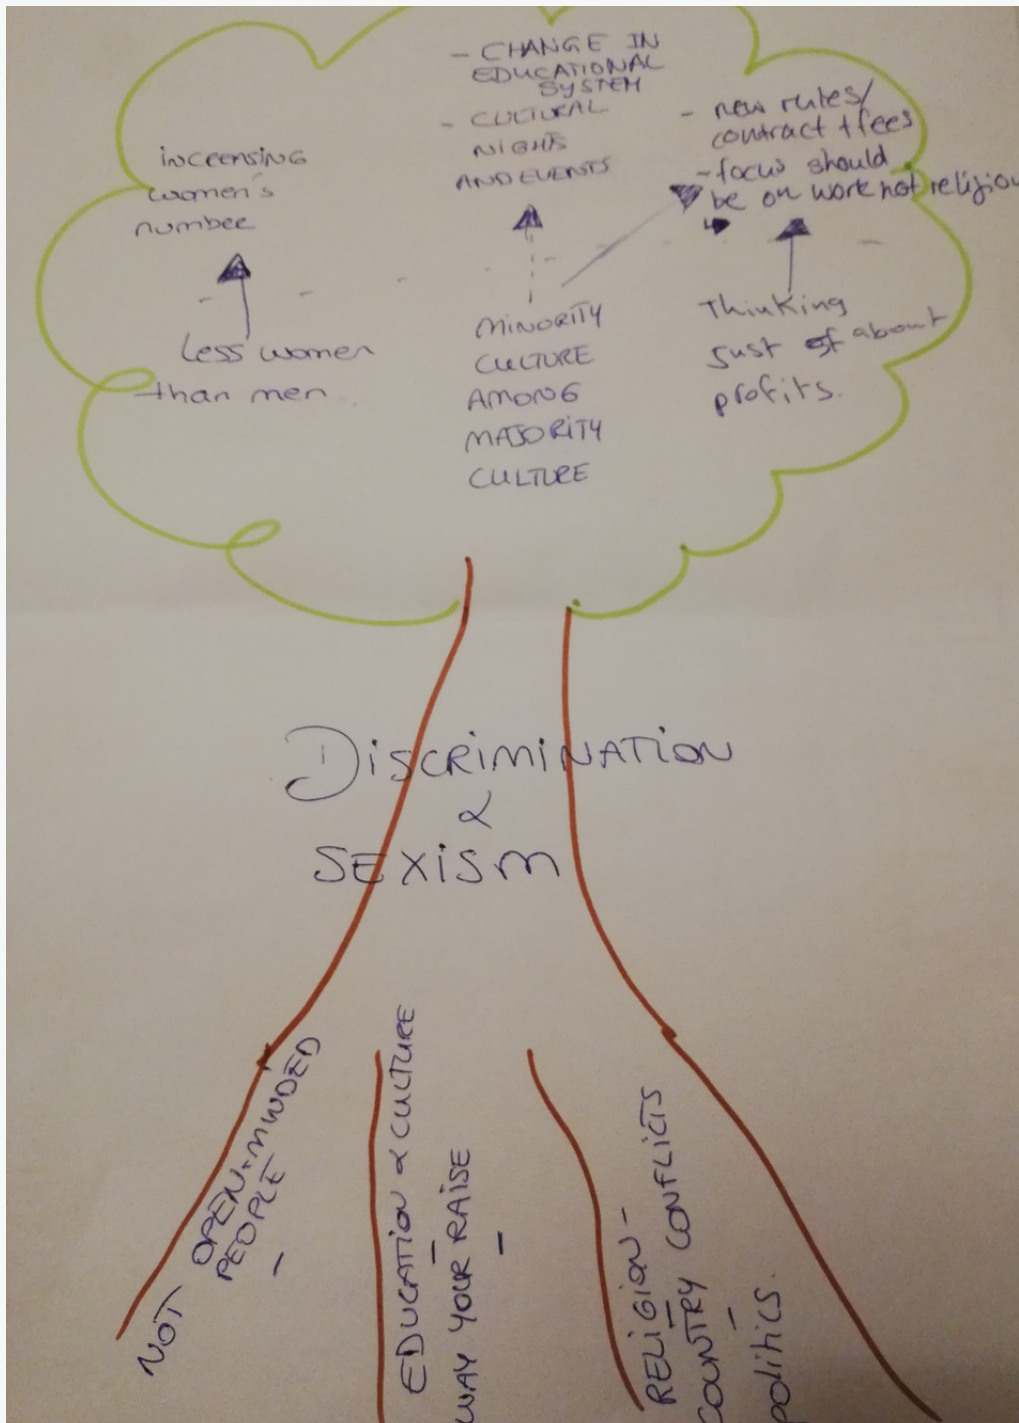 - CHANGE IN
EDUCATIONAL
SYSTEM
- CULTURAL
NIGHTS
AND EVENTS
- new rules/
contract + fees
- focus should
be on work not religion
inceensing
women's
number
Less women
than men
MINORITY
CULTURE
AMONG
MAJORITY
CULTURE
Thinking
Just about
profits.
DiSCRIMINATION
&
SEXiSM
NOT OPEN-MINDED
PEOPLE -
EDUCATION & CULTURE
-
WAY YOUR RAISE
-
RELIGION -
COUNTRY CONFLICTS
-
politics.